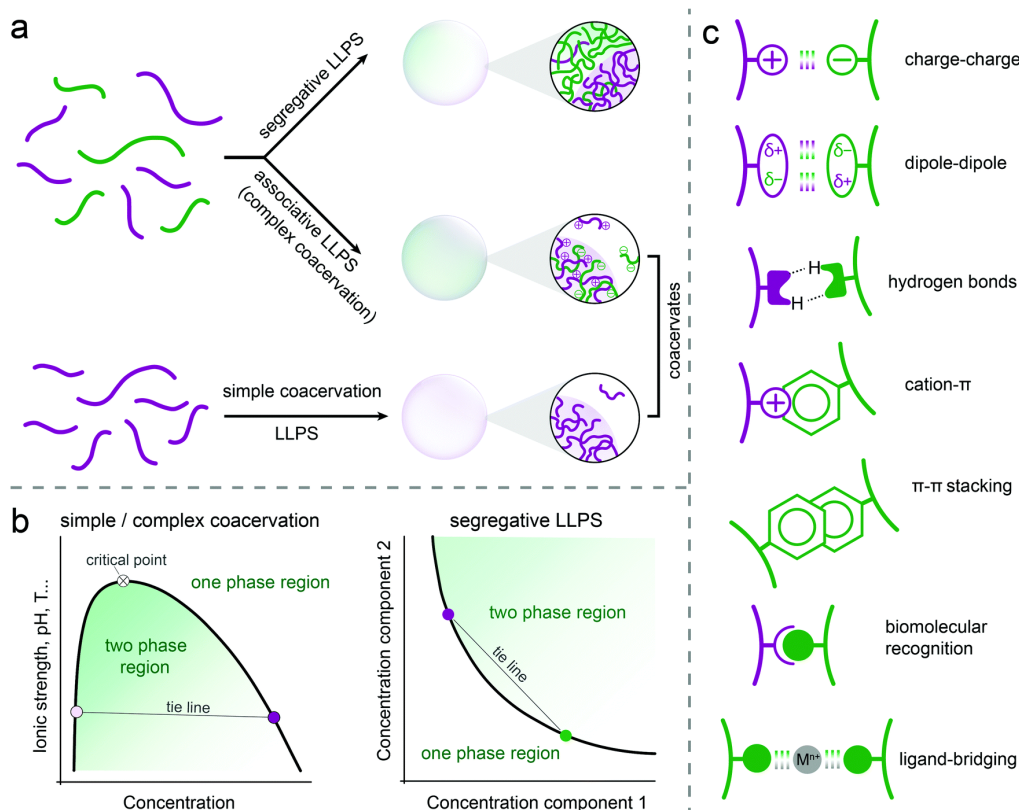 a
segregative LLPS
associative LLPS
(complex coacervation)
⊕
⊕
⊖
⊖
coacervates
simple coacervation
LLPS
b
simple / complex coacervation
critical point
one phase region
two phase
region
tie line
Ionic strength, pH, T...
Concentration
segregative LLPS
two phase region
tie line
one phase region
Concentration component 2
Concentration component 1
c
+
−
charge-charge
δ+
δ−
δ−
δ+
dipole-dipole
H
H
hydrogen bonds
+
cation-π
π-π stacking
biomolecular
recognition
Mⁿ⁺
ligand-bridging